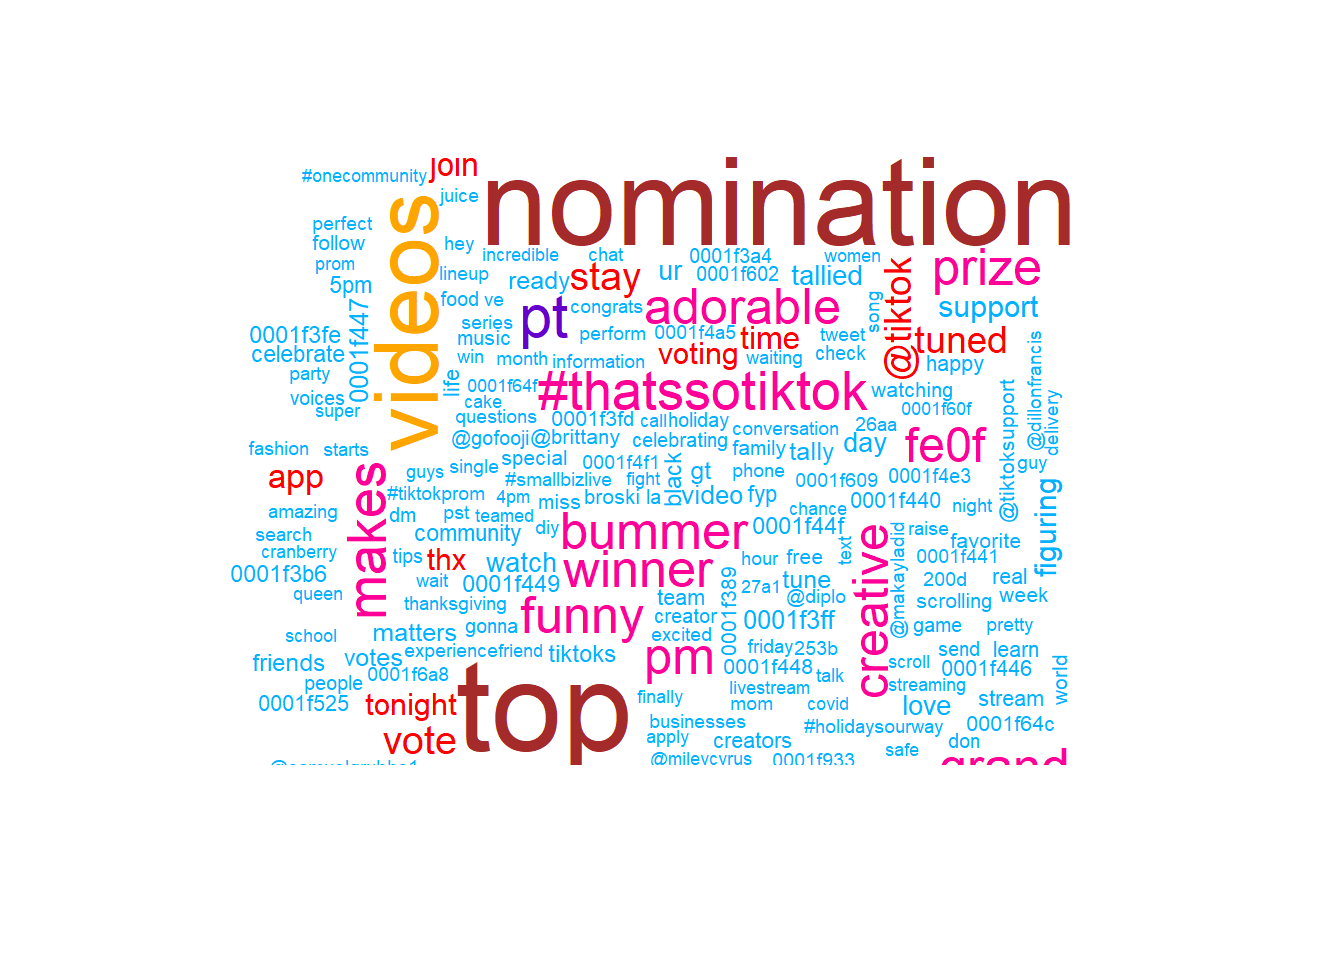 join
#onecommunity
nomination
videos
juice
perfect
follow
hey
incredible
chat
0001f3a4
women
prom
lineup
ready
stay
ur
0001f602
tallied
@tiktok
prize
5pm
food ve
pt
congrats
adorable
song
support
0001f3fe
0001f447
series
music
perform
0001f4a5
time
tweet
tuned
celebrate
win
month
information
voting
waiting
check
happy
party
life
0001f64f
#thatssotiktok
watching
voices
super
cake
0001f60f
questions
0001f3fd
callholiday
conversation
26aa
@tiktoksupport
@dillonfrancis
delivery
@gofooji@brittany
celebrating
family
tally
day
fe0f
fashion
starts
guys
single
special
0001f4f1
fight
black
gt
phone
0001f609
0001f4e3
guy
app
makes
#tiktokprom
4pm
#smallbizlive
miss
broski la
video
fyp
chance
0001f440
night
figuring
amazing
dm
pst
teamed
diy
bummer
0001f44f
creative
raise
favorite
search
community
cranberry
tips
thx
watch
winner
hour
free
text
@makayladid
0001f441
0001f3b6
wait
0001f449
0001f389
27a1
tune
200d
real
queen
thanksgiving
funny
team
@diplo
scrolling
week
school
matters
gonna
creator
0001f3ff
game
pretty
excited
friends
votes
experiencefriend
tiktoks
pm
friday
253b
send
learn
people
0001f6a8
top
0001f448
talk
scroll
0001f446
world
0001f525
tonight
finally
livestream
streaming
mom
covid
love
stream
vote
businesses
#holidaysourway
0001f64c
apply
creators
safe
don
@mileycyrus
0001f933
grand